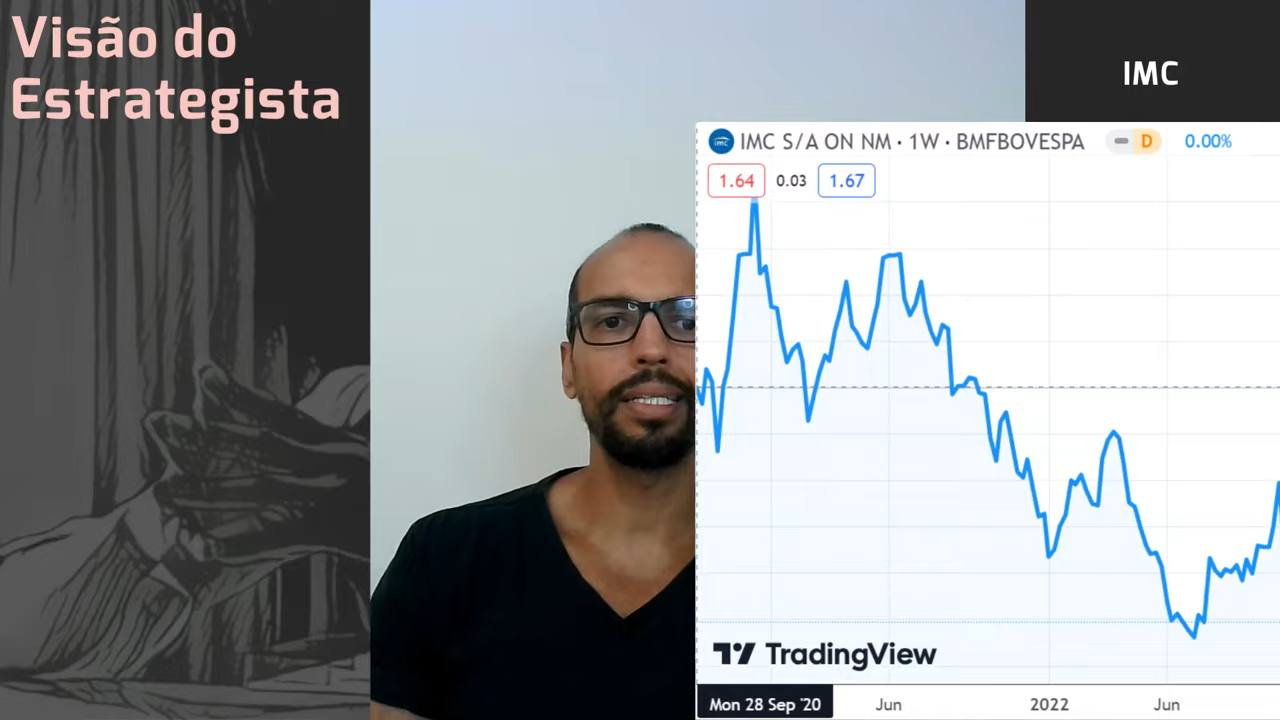 Visão do
Estrategista
IMC
imc IMC S/A ON NM · 1W · BMFBOVESPA D 0.00%
1.64 0.03 1.67
TradingView
Mon 28 Sep '20 Jun 2022 Jun